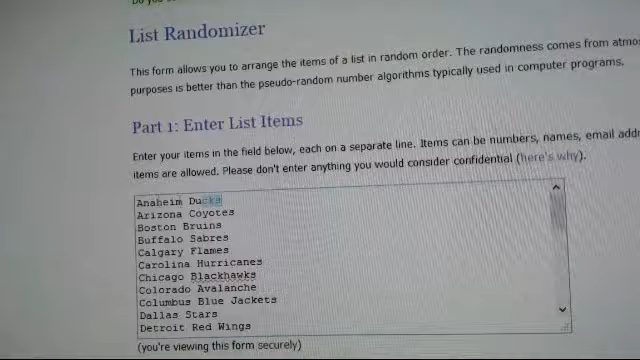 List Randomizer
This form allows you to arrange the items of a list in random order. The randomness comes from
purposes is better than the pseudo-random number algorithms typically used in computer programs.
Part 1: Enter List Items
Enter your items in the field below, each on a separate line. Items can be numbers, names, email
items are allowed. Please don't enter anything you would consider confidential (here's why).
Anaheim Ducks
Arizona Coyotes
Boston Bruins
Buffalo Sabres
Calgary Flames
Carolina Hurricanes
Chicago Blackhawks
Colorado Avalanche
Columbus Blue Jackets
Dallas Stars
Detroit Red Wings
(you're viewing this form securely)